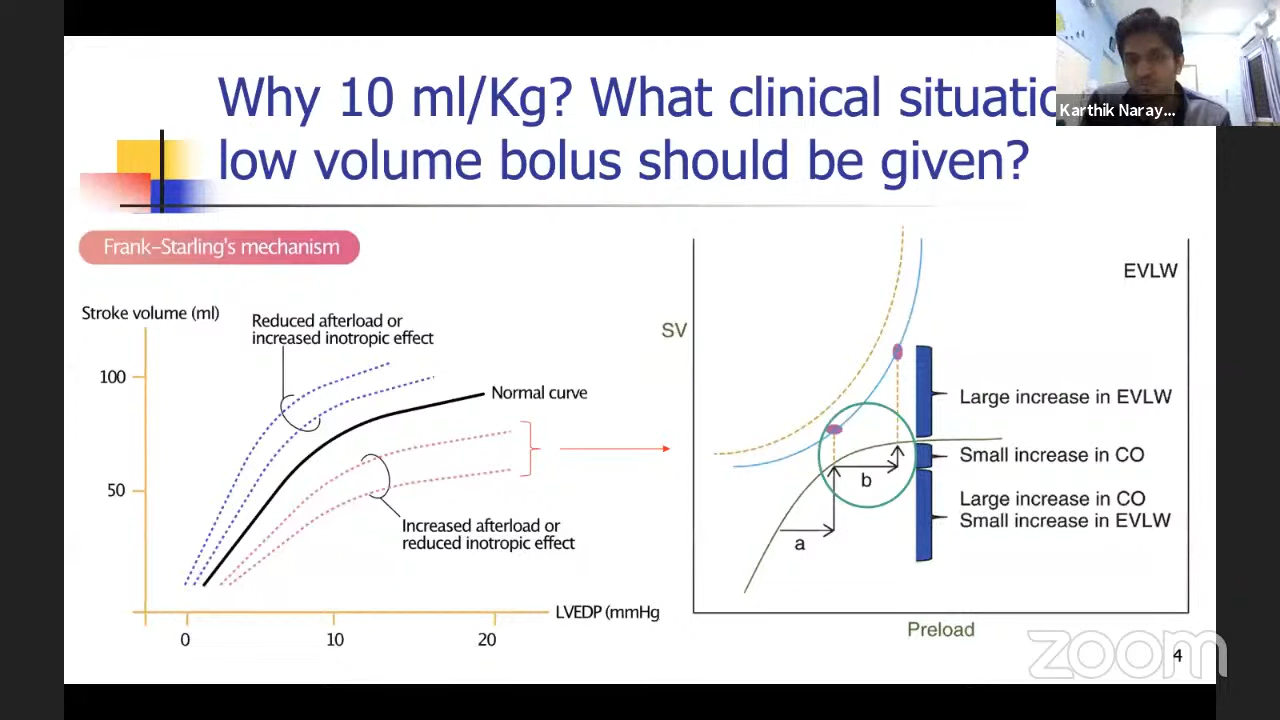 Why 10 ml/Kg? What clinical situatio
low volume bolus should be given?
Karthik Naray...
Frank–Starling's mechanism
Stroke volume (ml)
Reduced afterload or
increased inotropic effect
100
Normal curve
50
Increased afterload or
reduced inotropic effect
LVEDP (mmHg
0
10
20
EVLW
SV
Large increase in EVLW
Small increase in CO
b
Large increase in CO
Small increase in EVLW
a
Preload
zoom
4